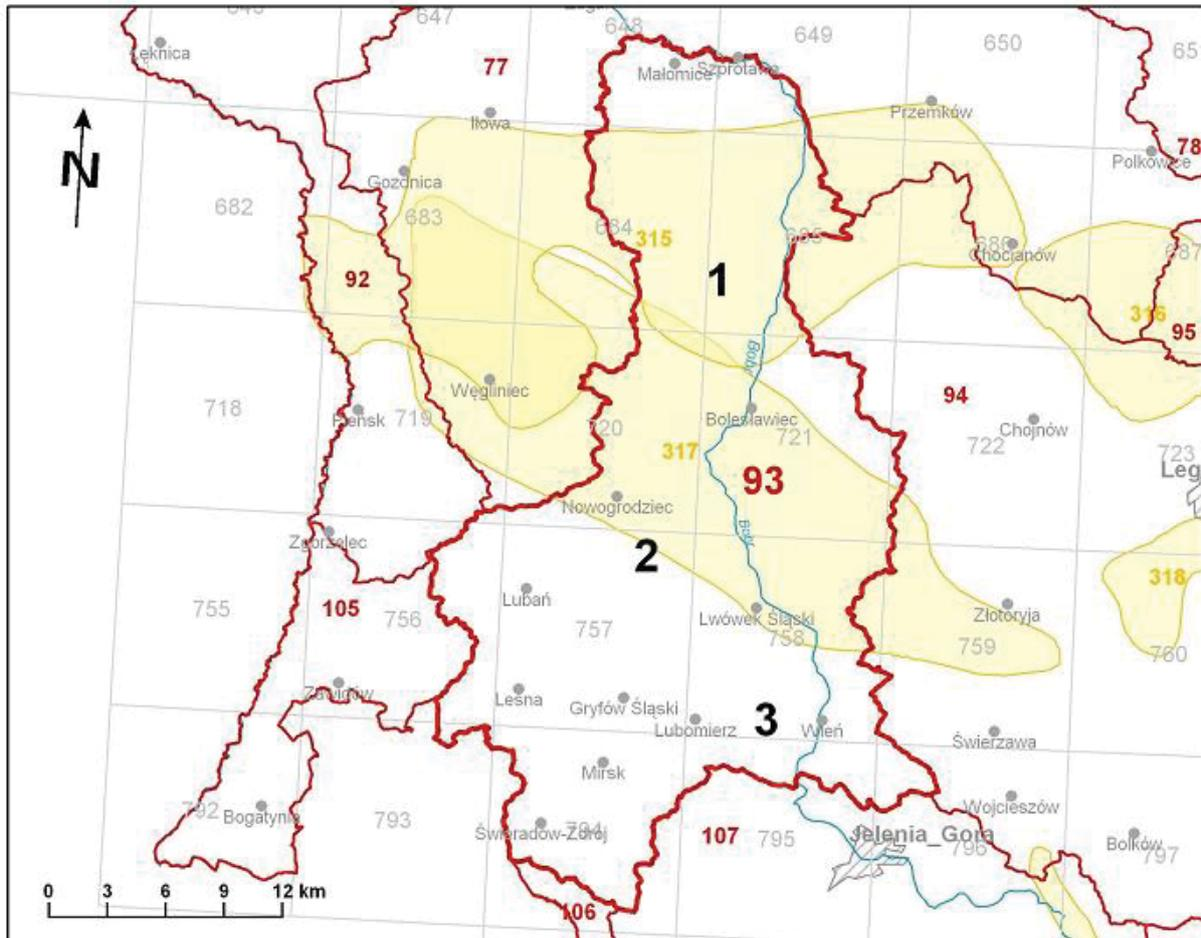 647
648
649
650
Łęknica
77
Małomice
Szprotawa
Przemków
Iłowa
78
Polkowice
N
Gozdnica
682
683
684
315
685
686
Chocianów
687
92
1
316
95
Bóbr
Węgliniec
94
718
Pieńsk
719
720
Bolesławiec
721
Chojnów
722
317
723
93
Leg
Nowogrodziec
Bóbr
Zgorzelec
2
318
Lubań
105
755
756
757
Lwówek Śląski
758
Złotoryja
759
760
Zawidów
Leśna
Gryfów Śląski
Lubomierz
3
Wleń
Świerzawa
Mirsk
Wojcieszów
792
Bogatynia
793
Świeradów-Zdrój
794
107
795
Jelenia_Góra
796
Bolków
797
0 3 6 9 12 km
106